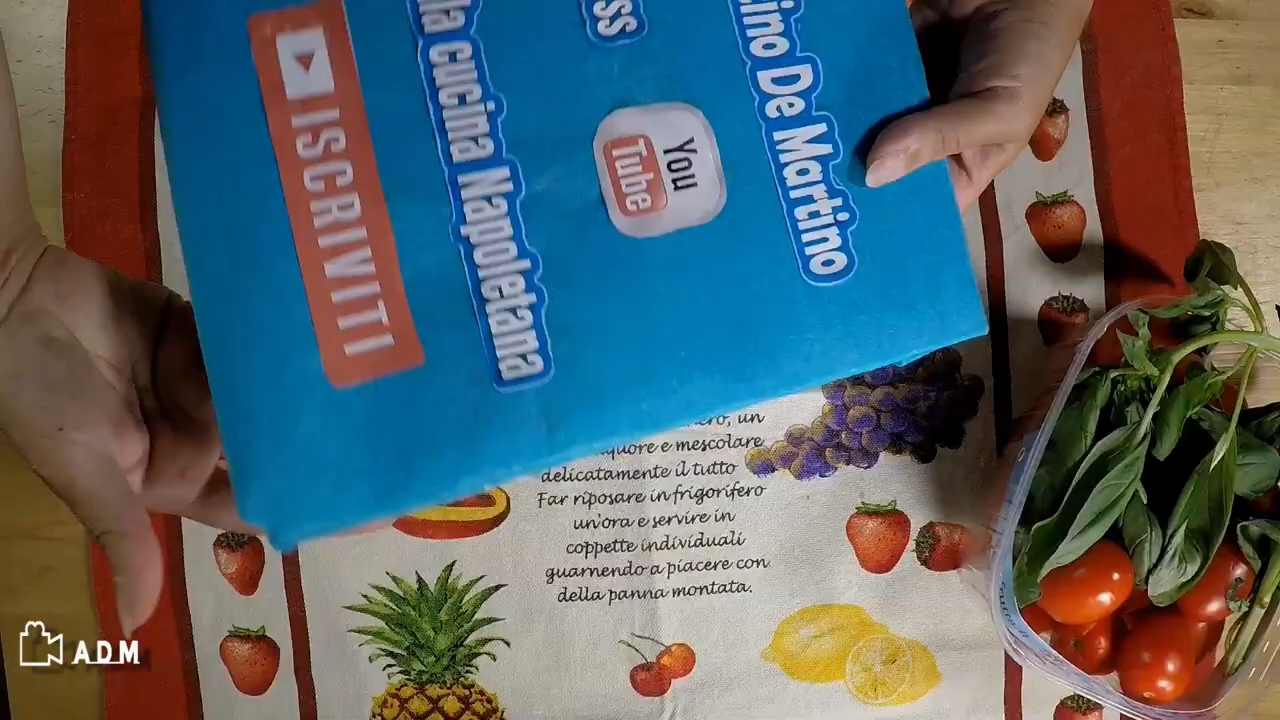 ino De Martino
ss
You
Tube
la cucina Napoletana
ISCRIVITI
un
quore e mescolare
delicatamente il tutto
Far riposare in frigorifero
un'ora e servire in
coppette individuali
guarnendo a piacere con
della panna montata.
ADM